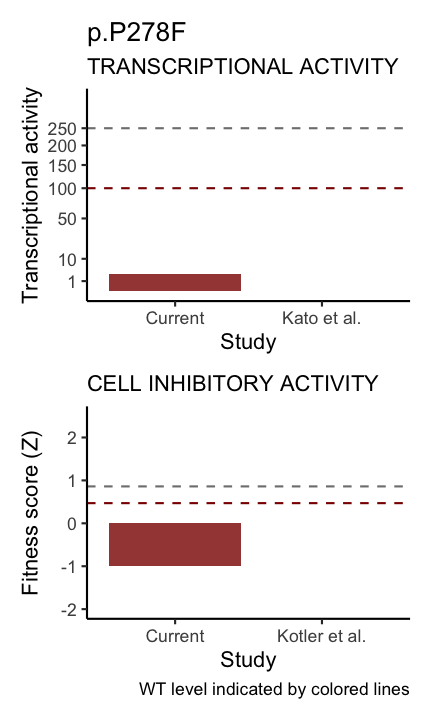 p.P278F
TRANSCRIPTIONAL ACTIVITY
Transcriptional activity
250
200
150
100
50
10
1
Current
Kato et al.
Study
CELL INHIBITORY ACTIVITY
Fitness score (Z)
2
1
0
-1
-2
Current
Kotler et al.
Study
WT level indicated by colored lines